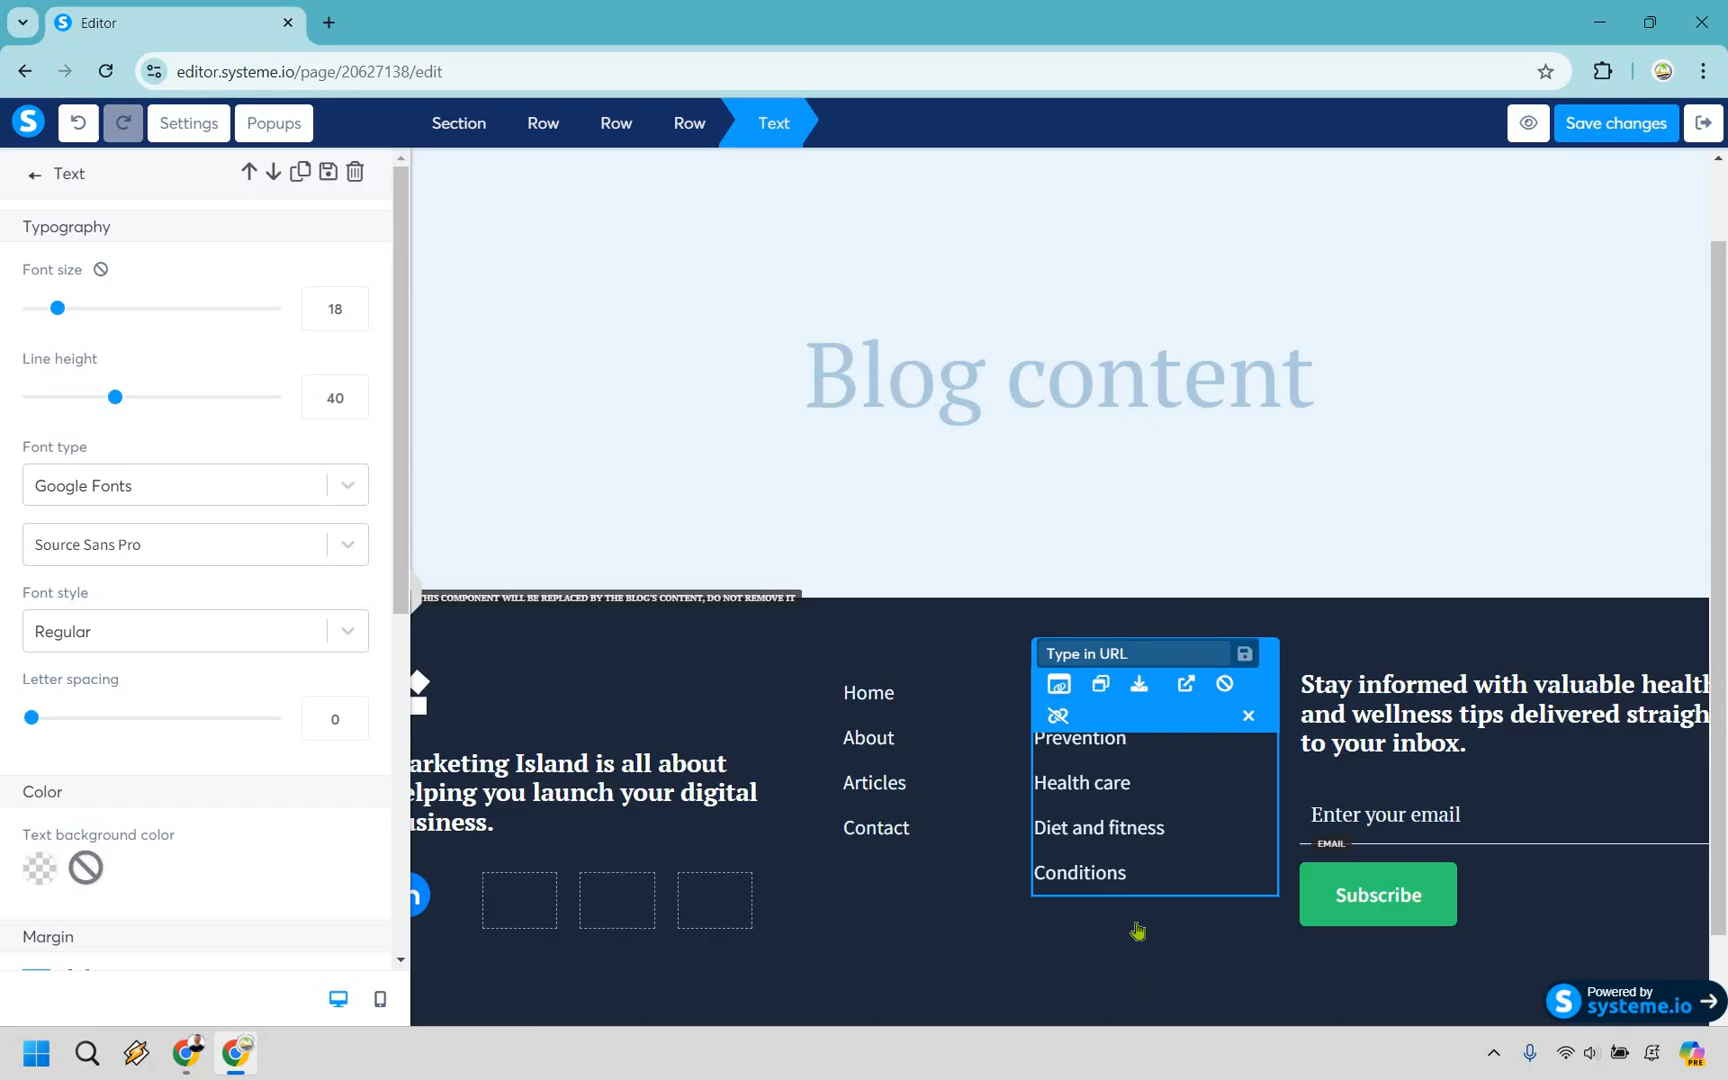 Editor
editor.systeme.io/page/20627138/edit
S
Settings
Popups
Section
Row
Row
Row
Text
Save changes
Text
Typography
Font size
18
Line height
40
Font type
Google Fonts
Source Sans Pro
Font style
Regular
Letter spacing
0
Color
Text background color
Margin
Blog content
THIS COMPONENT WILL BE REPLACED BY THE BLOG'S CONTENT, DO NOT REMOVE IT
arketing Island is all about
elping you launch your digital
usiness.
Home
About
Articles
Contact
Type in URL
Prevention
Health care
Diet and fitness
Conditions
Stay informed with valuable health
and wellness tips delivered straigh
to your inbox.
Enter your email
EMAIL
Subscribe
Powered by
systeme.io
PRE